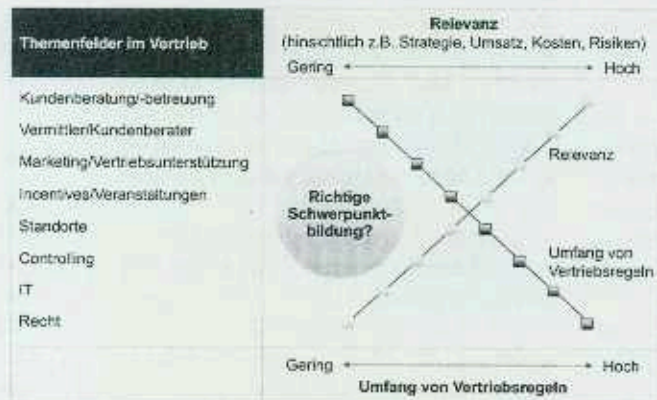 Themenfelder im Vertrieb
Relevanz
(hinsichtlich z.B. Strategie, Umsatz, Kosten, Risiken)
Gering
Hoch
Kundenberatung/-betreuung
Vermittler/Kundenberater
Marketing/Vertriebsunterstützung
Incentives/Veranstaltungen
Standorte
Controlling
IT
Recht
Relevanz
Richtige
Schwerpunkt-
bildung?
Umfang von
Vertriebsregeln
Gering
Hoch
Umfang von Vertriebsregeln